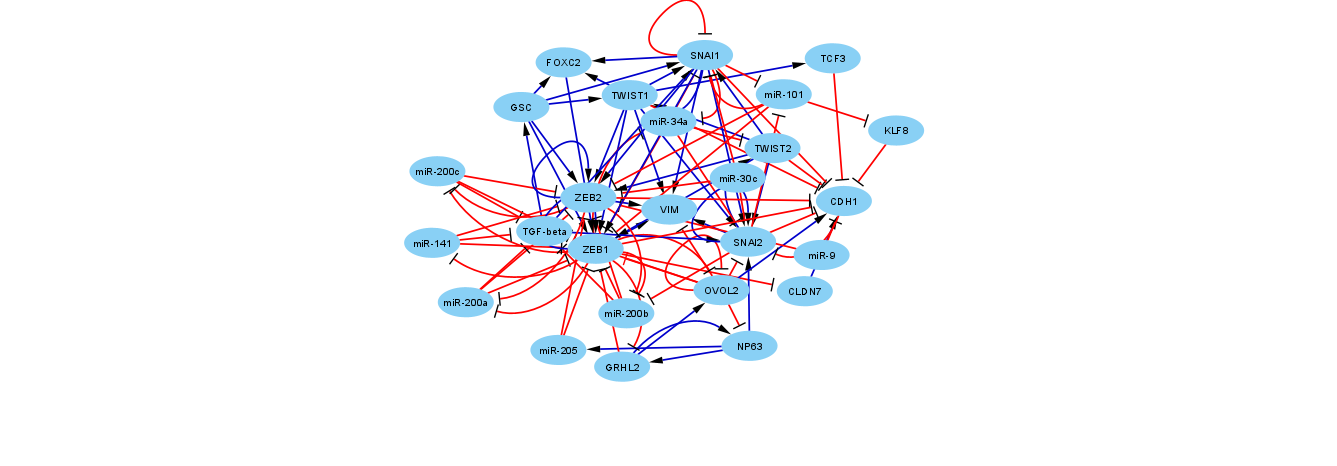 SNAI1
TCF3
FOXC2
TWIST1
miR-101
GSC
miR-34a
KLF8
TWIST2
miR-200c
miR-30c
ZEB2
VIM
CDH1
TGF-beta
miR-141
ZEB1
SNAI2
miR-9
OVOL2
CLDN7
miR-200a
miR-200b
miR-205
NP63
GRHL2